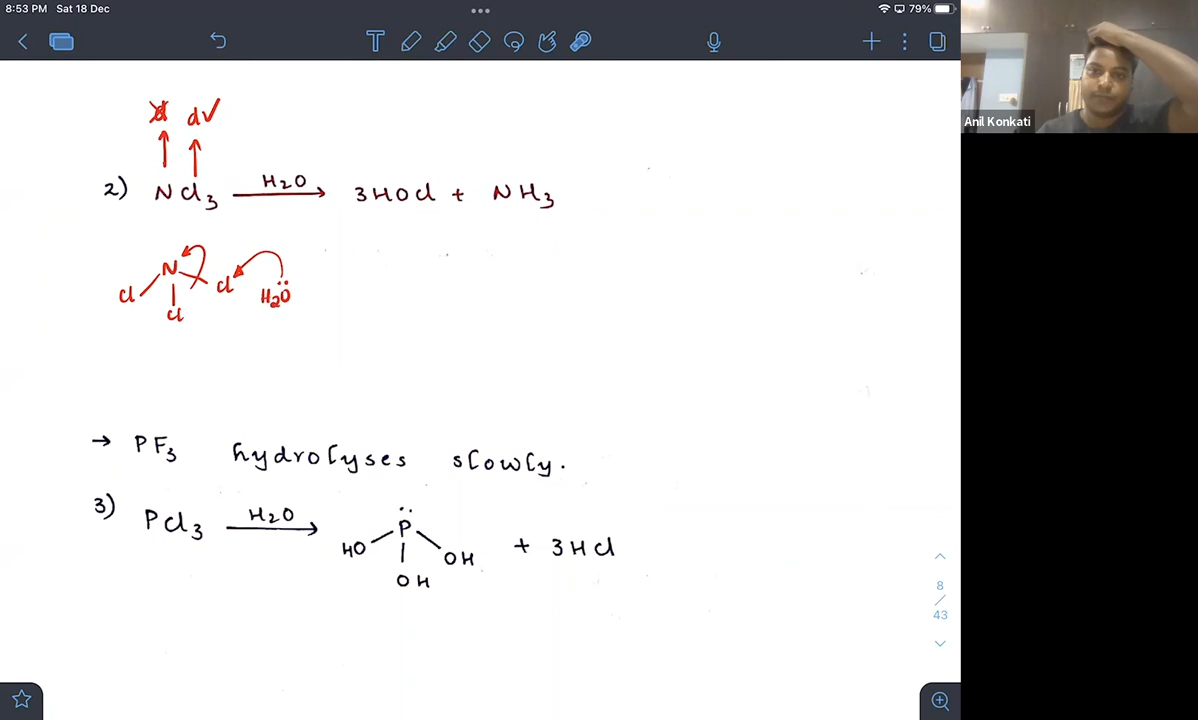 8:53 PM Sat 18 Dec
79%
Anil Konkati
d✓
2) NCl3 H2O 3HOCl + NH3
N
Cl Cl H2Ö
Cl
→ PF3 hydrolyses slowly.
3) PCl3 H2O HO P OH OH + 3HCl
8
/
43